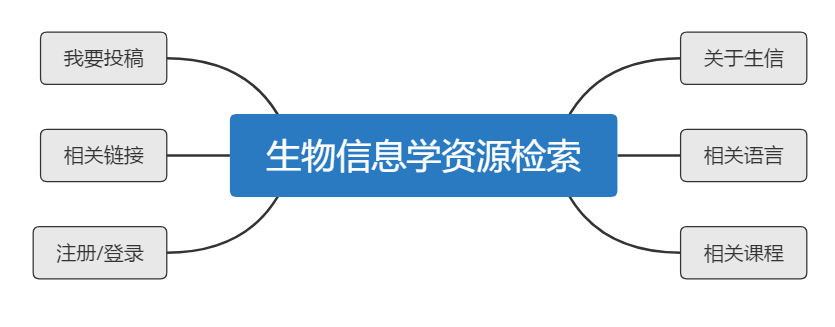 我要投稿
相关链接
注册/登录
生物信息学资源检索
关于生信
相关语言
相关课程